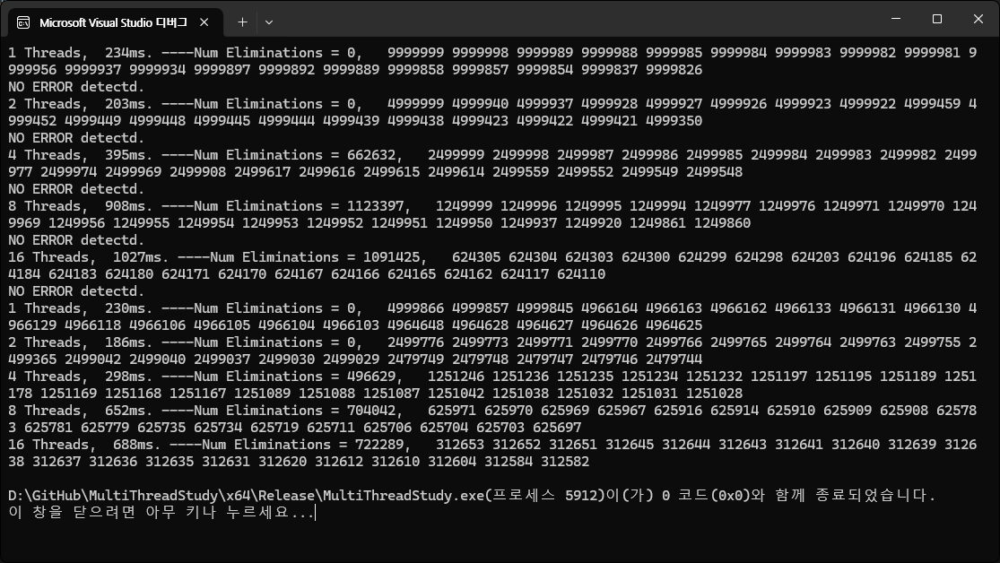 Microsoft Visual Studio 디버그
1 Threads,  234ms. ----Num Eliminations = 0,   9999999 9999998 9999989 9999988 9999985 9999984 9999983 9999982 9999981 9
999956 9999937 9999934 9999897 9999892 9999889 9999858 9999857 9999854 9999837 9999826
NO ERROR detectd.
2 Threads,  203ms. ----Num Eliminations = 0,   4999999 4999940 4999937 4999928 4999927 4999926 4999923 4999922 4999459 4
999452 4999449 4999448 4999445 4999444 4999439 4999438 4999423 4999422 4999421 4999350
NO ERROR detectd.
4 Threads,  395ms. ----Num Eliminations = 662632,   2499999 2499998 2499987 2499986 2499985 2499984 2499983 2499982 2499
977 2499974 2499969 2499908 2499617 2499616 2499615 2499614 2499559 2499552 2499549 2499548
NO ERROR detectd.
8 Threads,  908ms. ----Num Eliminations = 1123397,   1249999 1249996 1249995 1249994 1249977 1249976 1249971 1249970 124
9969 1249956 1249955 1249954 1249953 1249952 1249951 1249950 1249937 1249920 1249861 1249860
NO ERROR detectd.
16 Threads,  1027ms. ----Num Eliminations = 1091425,   624305 624304 624303 624300 624299 624298 624203 624196 624185 62
4184 624183 624180 624171 624170 624167 624166 624165 624162 624117 624110
NO ERROR detectd.
1 Threads,  230ms. ----Num Eliminations = 0,   4999866 4999857 4999845 4966164 4966163 4966162 4966133 4966131 4966130 4
966129 4966118 4966106 4966105 4966104 4966103 4964648 4964628 4964627 4964626 4964625
2 Threads,  186ms. ----Num Eliminations = 0,   2499776 2499773 2499771 2499770 2499766 2499765 2499764 2499763 2499755 2
499365 2499042 2499040 2499037 2499030 2499029 2479749 2479748 2479747 2479746 2479744
4 Threads,  298ms. ----Num Eliminations = 496629,   1251246 1251236 1251235 1251234 1251232 1251197 1251195 1251189 1251
178 1251169 1251168 1251167 1251089 1251088 1251087 1251042 1251038 1251032 1251031 1251028
8 Threads,  652ms. ----Num Eliminations = 704042,   625971 625970 625969 625967 625916 625914 625910 625909 625908 62578
3 625781 625779 625735 625734 625719 625711 625706 625704 625703 625697
16 Threads,  688ms. ----Num Eliminations = 722289,   312653 312652 312651 312645 312644 312643 312641 312640 312639 3126
38 312637 312636 312635 312631 312620 312612 312610 312604 312584 312582
D:\GitHub\MultiThreadStudy\x64\Release\MultiThreadStudy.exe(프로세스 5912)이(가) 0 코드(0x0)와 함께 종료되었습니다.
이 창을 닫으려면 아무 키나 누르세요...